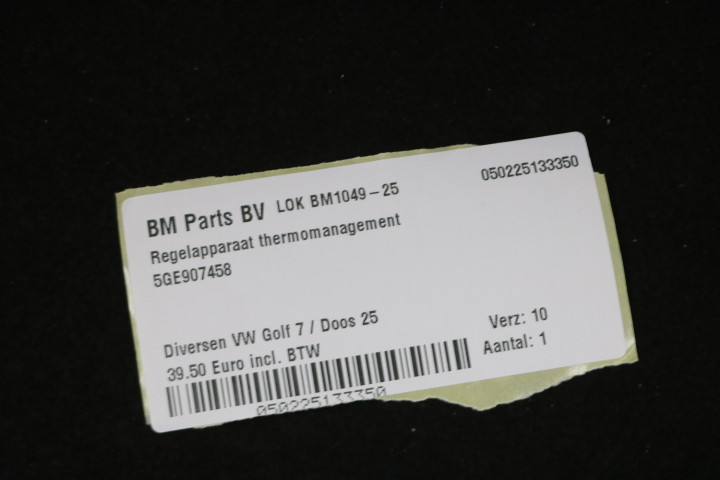 BM Parts BV LOK BM1049-25 050225133350
Regelapparaat thermomanagement
5GE907458
Diversen VW Golf 7 / Doos 25 Verz: 10
39.50 Euro incl. BTW Aantal: 1
050225133350